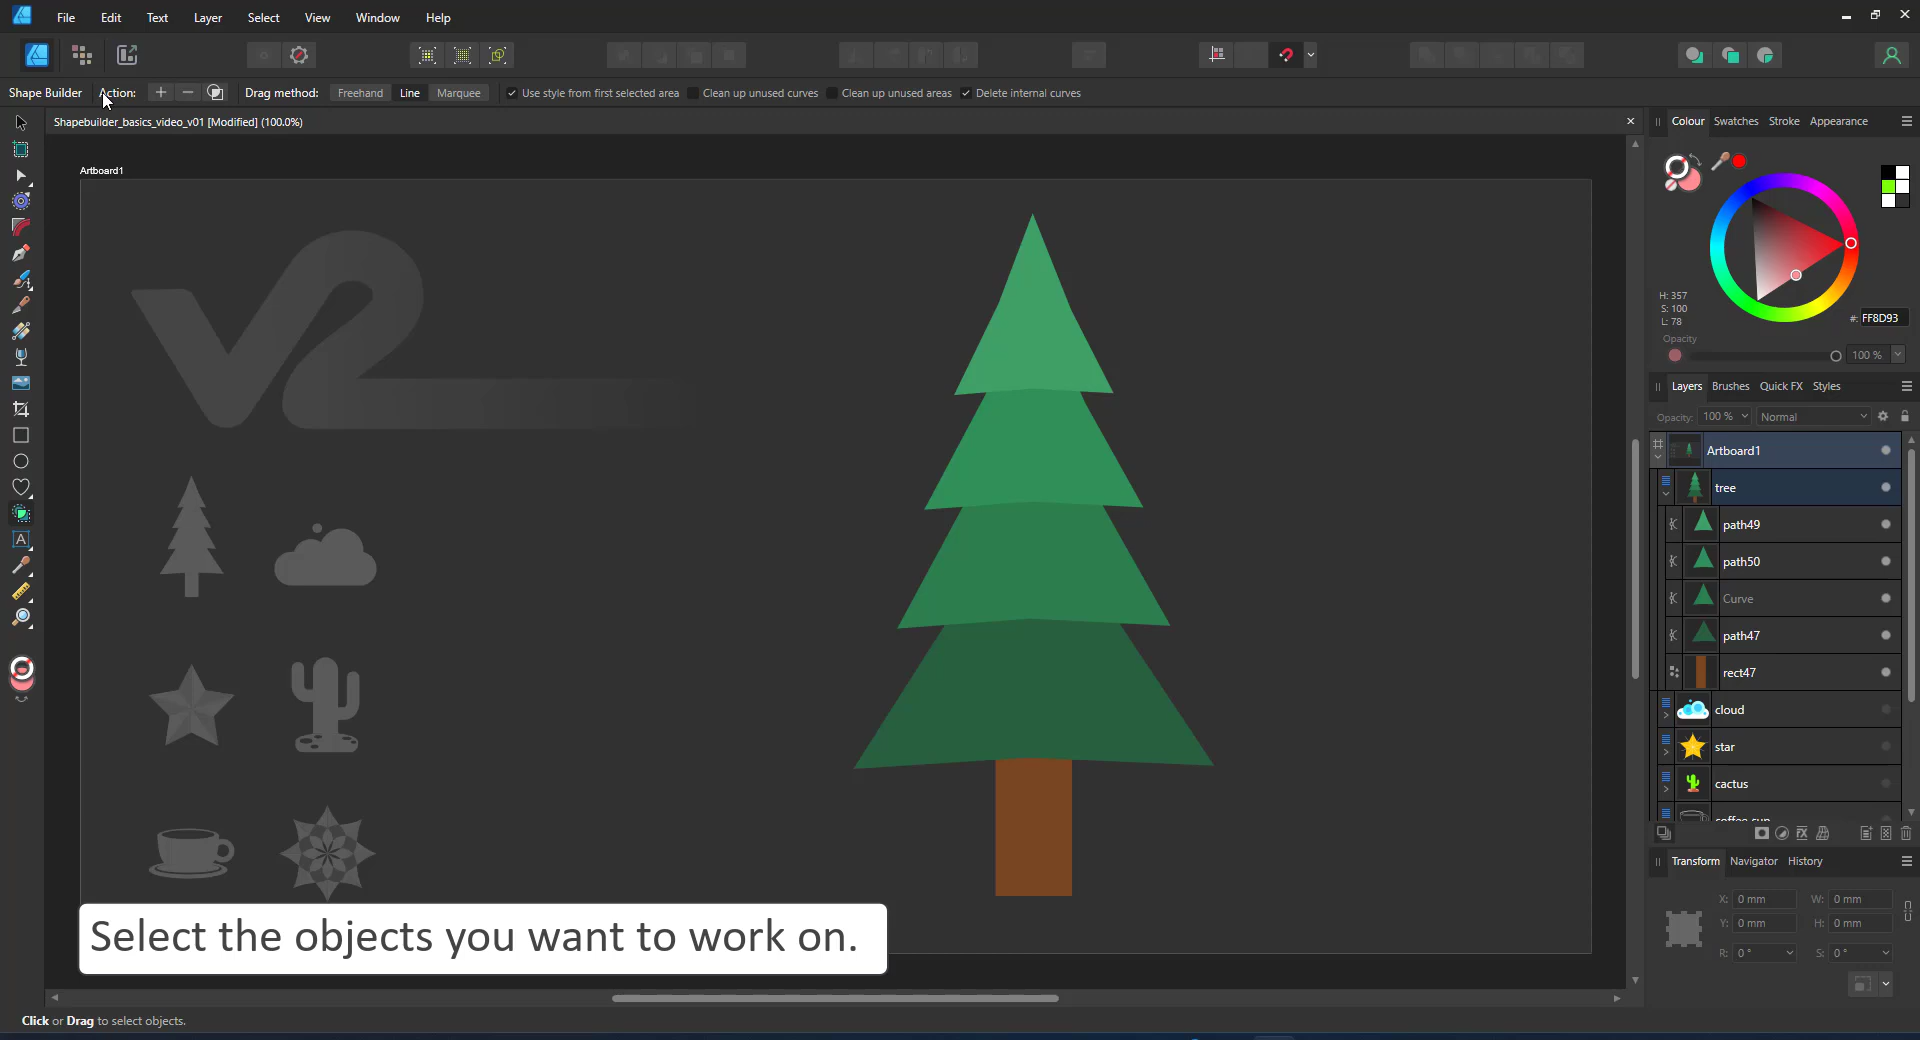 File Edit Text Layer Select View Window Help
Shape Builder Action: Drag method: Freehand Line Marquee Use style from first selected area Clean up unused curves Clean up unused areas Delete internal curves
Shapebuilder_basics_video_v01 [Modified] (100.0%)
Colour Swatches Stroke Appearance
Artboard1
V2
H: 357
S: 100
L: 78
#: FF8D93
Opacity
100 %
Layers Brushes Quick FX Styles
Opacity: 100 % Normal
Artboard1
tree
path49
path50
Curve
path47
rect47
cloud
star
cactus
coffee cup
Transform Navigator History
X: 0 mm W: 0 mm
Y: 0 mm H: 0 mm
R: 0 ° S: 0 °
Select the objects you want to work on.
Click or Drag to select objects.